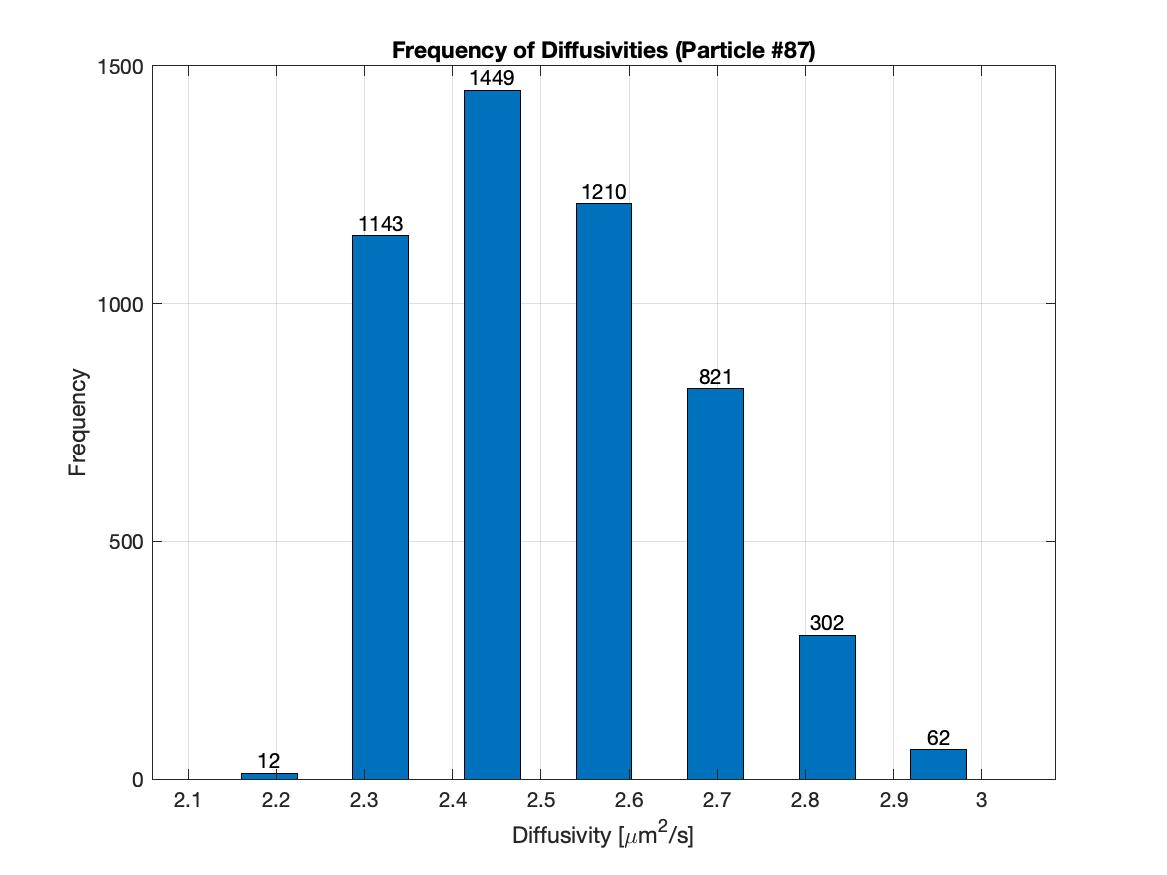 Frequency of Diffusivities (Particle #87)
1500
1449
1210
1143
1000
821
Frequency
500
302
62
12
0
2.1 2.2 2.3 2.4 2.5 2.6 2.7 2.8 2.9 3
Diffusivity [μm²/s]